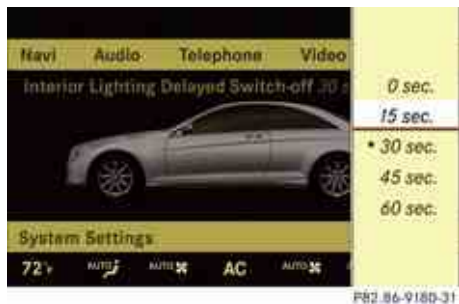 Navi Audio Telephone Video
Interior Lighting Delayed Switch-off 30 s
0 sec.
15 sec.
• 30 sec.
45 sec.
60 sec.
System Settings
72°F AUTO AUTO AC AUTO
P82.86-9180-31